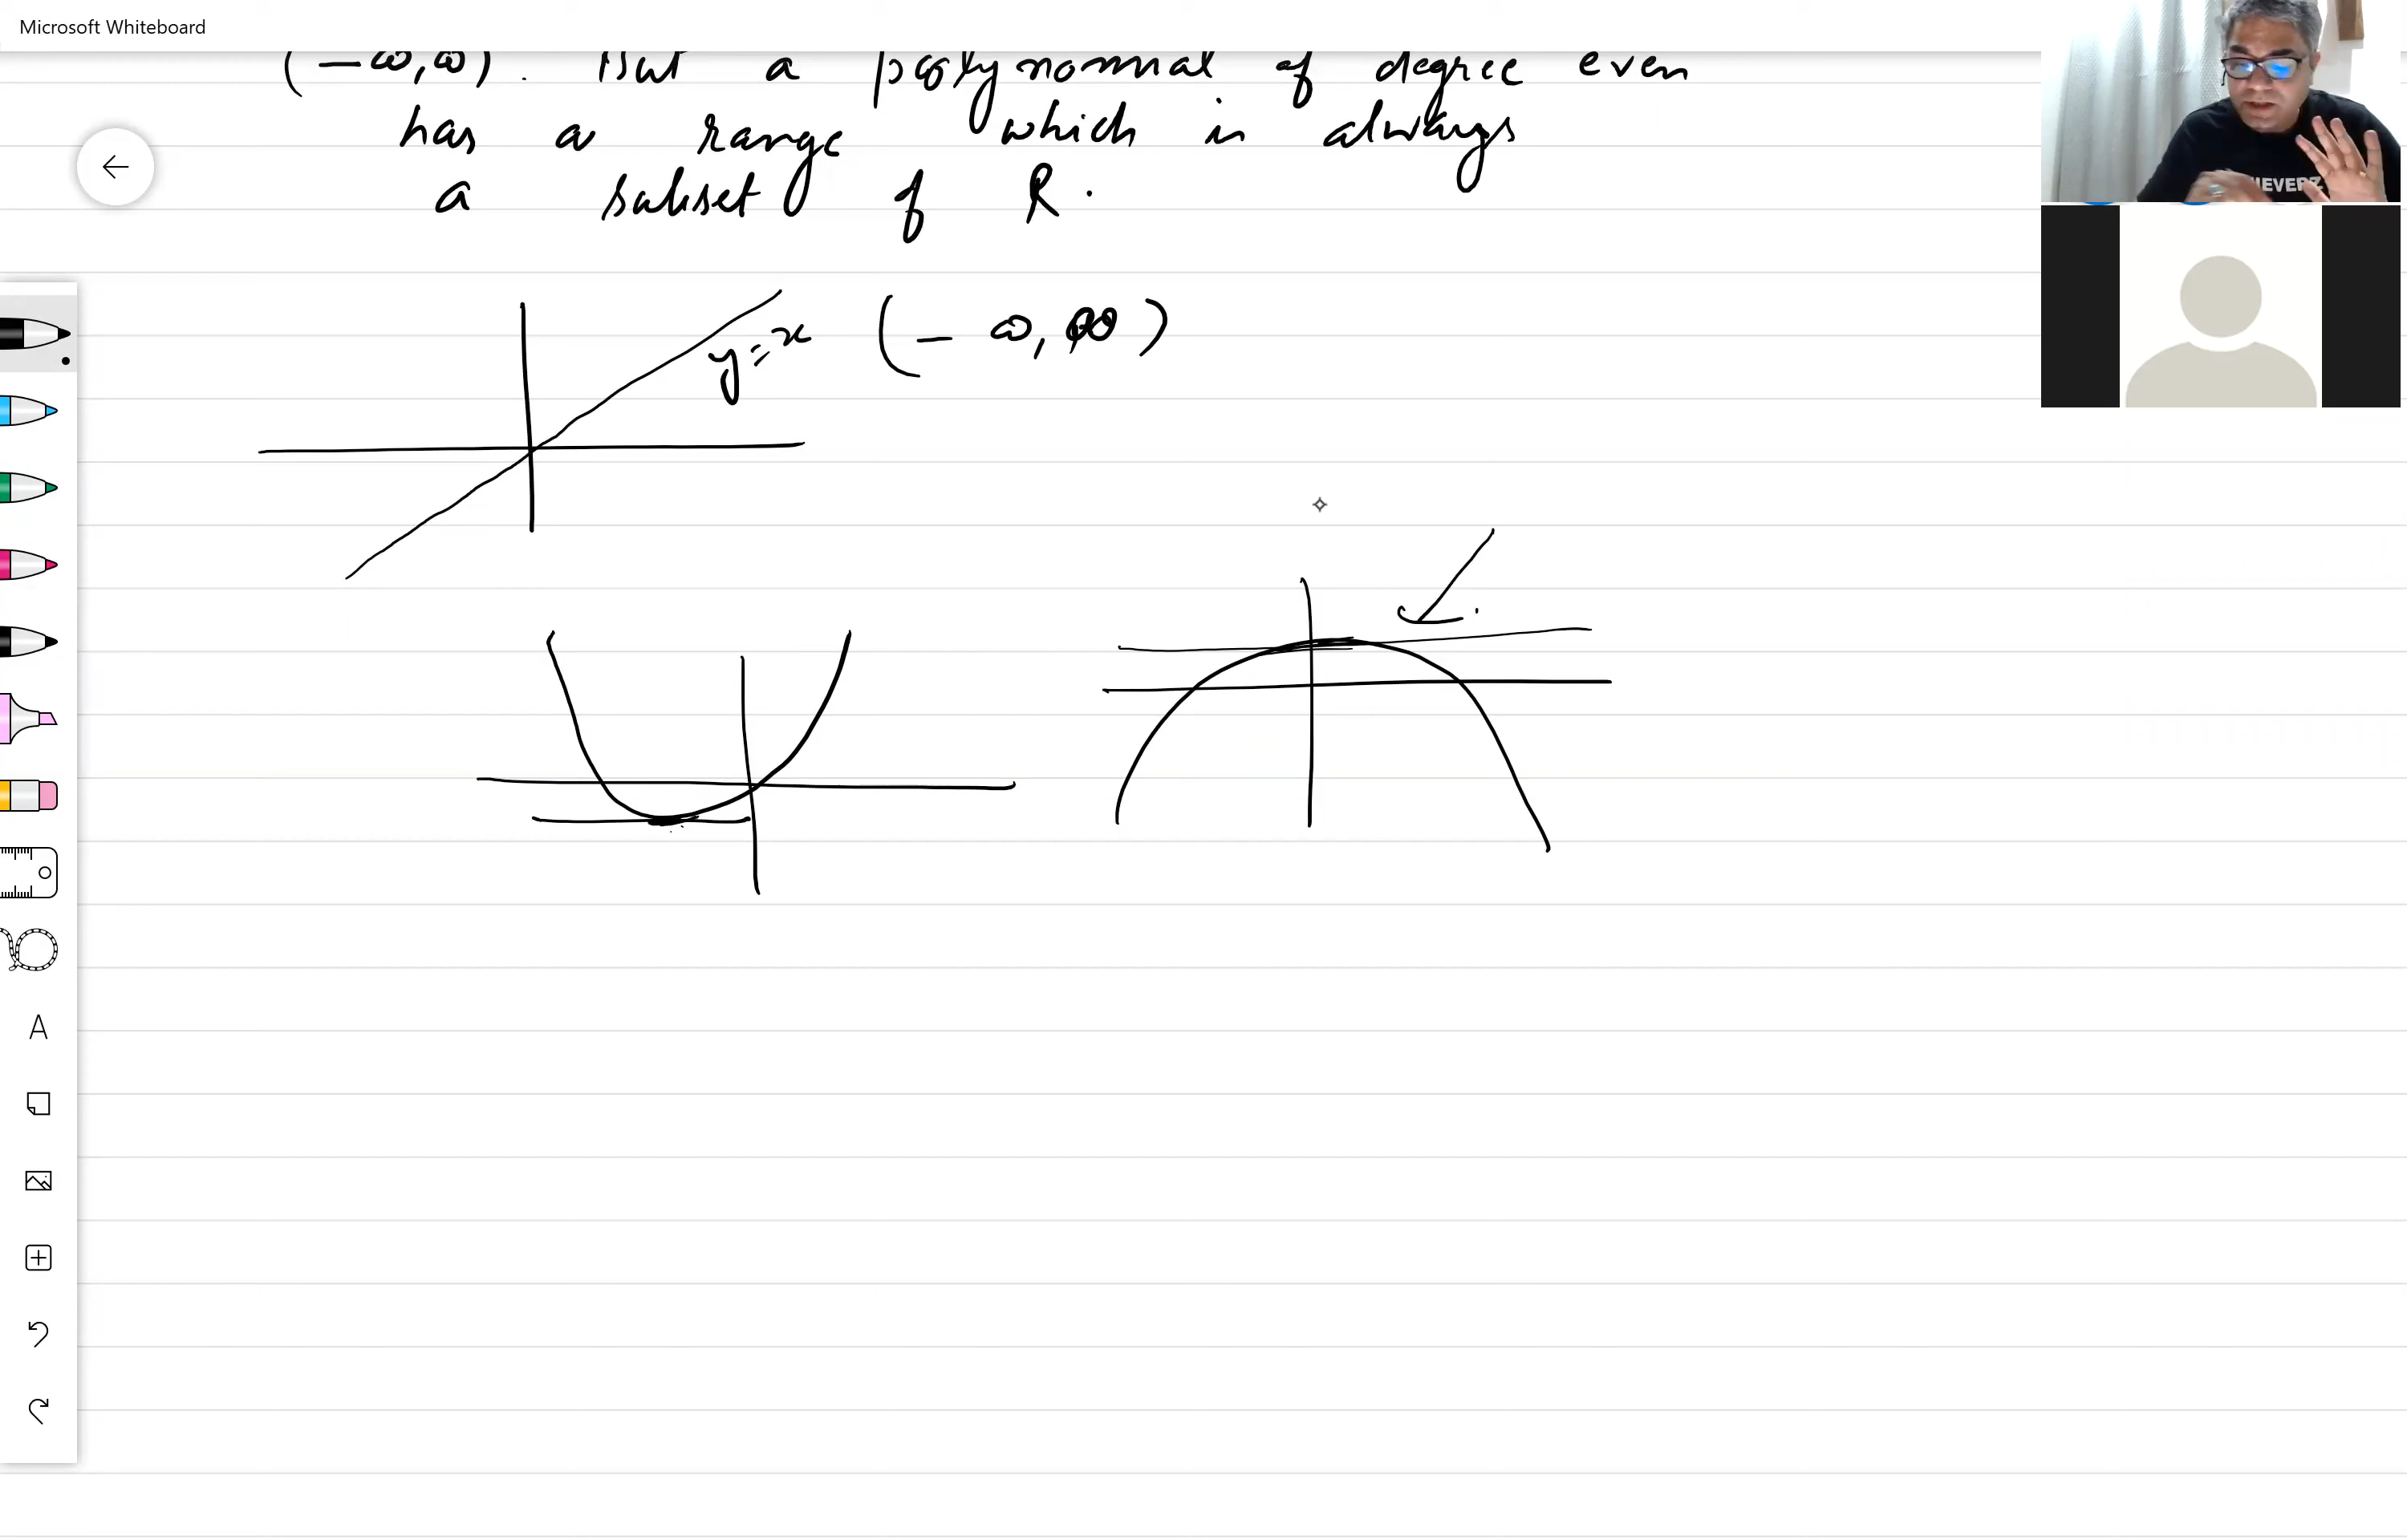 Microsoft Whiteboard
(-∞,∞). But a polynomial of degree even
has a range which is always
a subset of R.
y=x (-∞,∞)
A